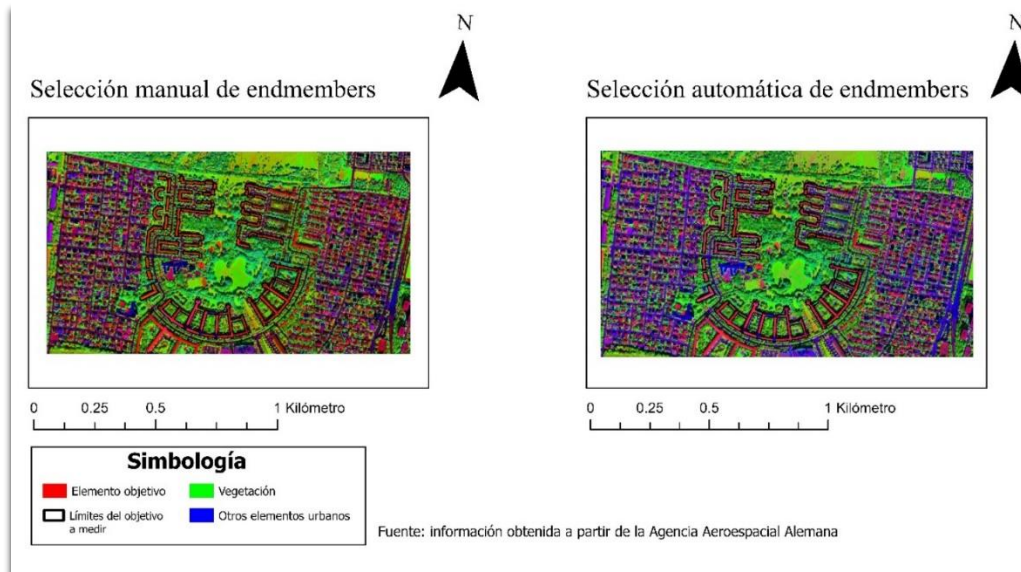 N
N
Selección manual de endmembers
Selección automática de endmembers
0 0.25 0.5 1 Kilómetro
0 0.25 0.5 1 Kilómetro
Simbología
Elemento objetivo
Vegetación
Límites del objetivo
a medir
Otros elementos urbanos
Fuente: información obtenida a partir de la Agencia Aeroespacial Alemana